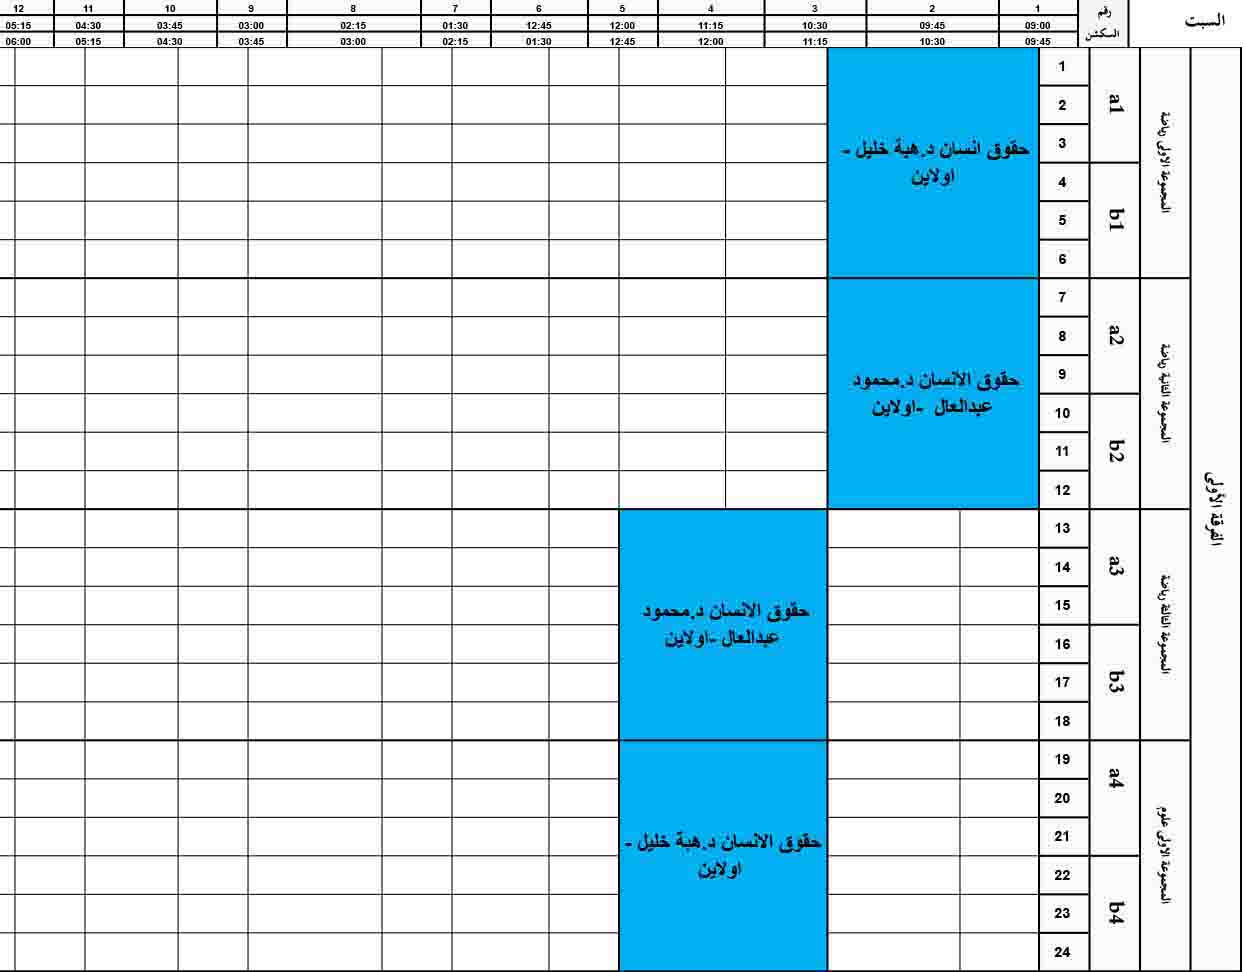 السبت
رقم السكشن
1 2 3 4 5 6 7 8 9 10 11 12
09:00 09:45 10:30 11:15 12:00 12:45 01:30 02:15 03:00 03:45 04:30 05:15
09:45 10:30 11:15 12:00 12:45 01:30 02:15 03:00 03:45 04:30 05:15 06:00
الفرقة الأولى
المجموعة الاولى رياضة
a1
1
2
3
b1
4
5
6
حقوق انسان د.هبة خليل -
اولاين
المجموعة الثانية رياضة
a2
7
8
9
b2
10
11
12
حقوق الانسان د.محمود
عبدالعال -اولاين
المجموعة الثالثة رياضة
a3
13
14
15
b3
16
17
18
حقوق الانسان د.محمود
عبدالعال -اولاين
المجموعة الاولى علوم
a4
19
20
21
b4
22
23
24
حقوق الانسان د.هبة خليل -
اولاين